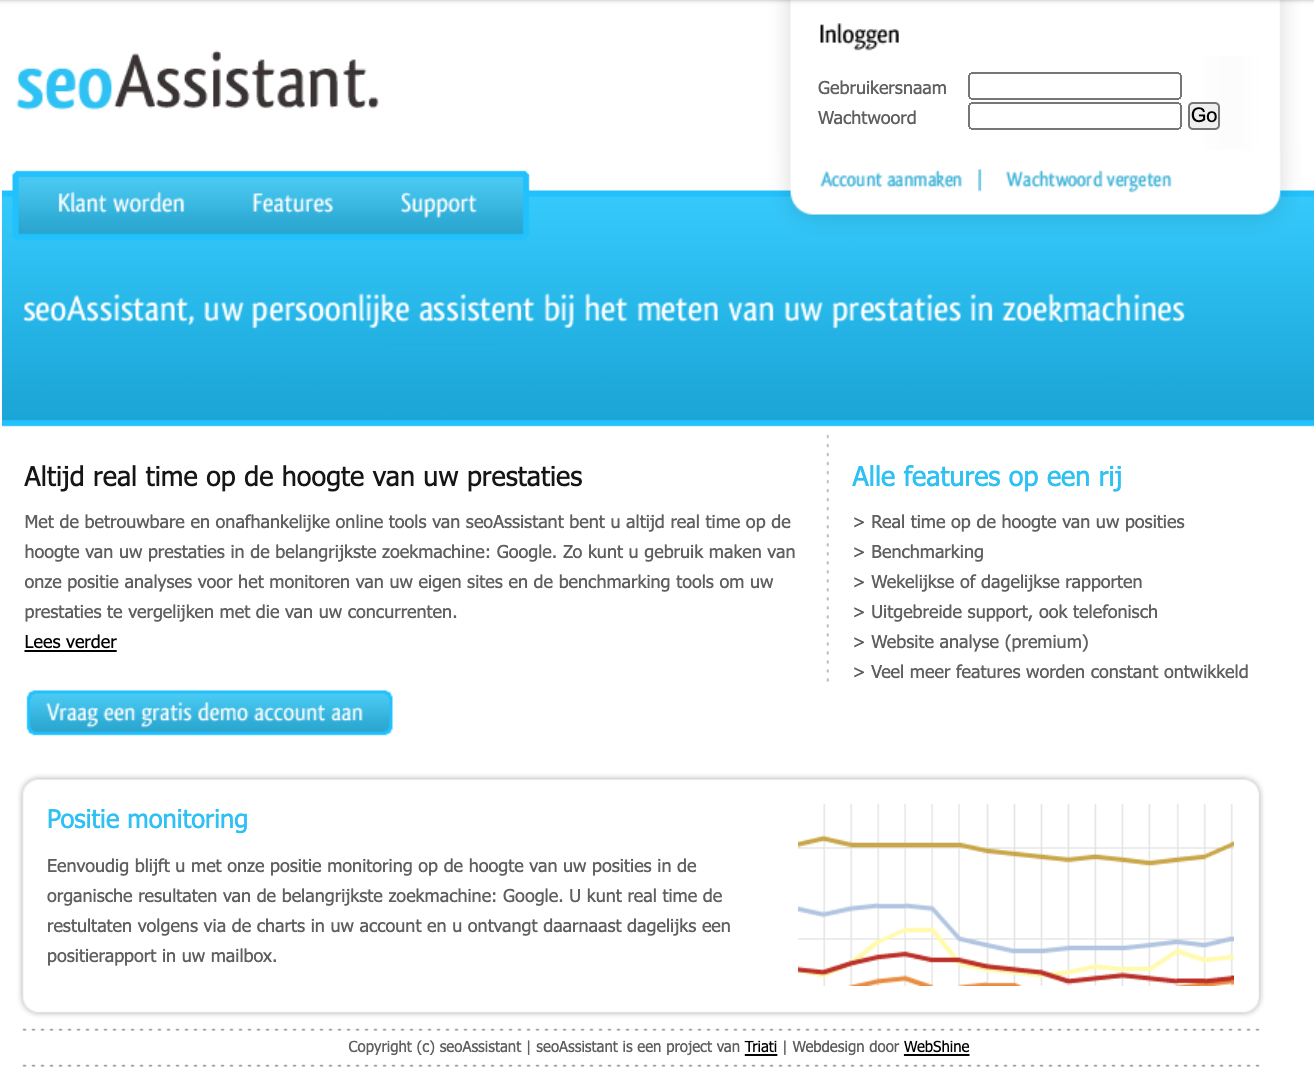 seoAssistant.
Inloggen
Gebruikersnaam
Wachtwoord
Go
Account aanmaken | Wachtwoord vergeten
Klant worden
Features
Support
seoAssistant, uw persoonlijke assistent bij het meten van uw prestaties in zoekmachines
Altijd real time op de hoogte van uw prestaties
Met de betrouwbare en onafhankelijke online tools van seoAssistant bent u altijd real time op de
hoogte van uw prestaties in de belangrijkste zoekmachine: Google. Zo kunt u gebruik maken van
onze positie analyses voor het monitoren van uw eigen sites en de benchmarking tools om uw
prestaties te vergelijken met die van uw concurrenten.
Lees verder
Vraag een gratis demo account aan
Alle features op een rij
> Real time op de hoogte van uw posities
> Benchmarking
> Wekelijkse of dagelijkse rapporten
> Uitgebreide support, ook telefonisch
> Website analyse (premium)
> Veel meer features worden constant ontwikkeld
Positie monitoring
Eenvoudig blijft u met onze positie monitoring op de hoogte van uw posities in de
organische resultaten van de belangrijkste zoekmachine: Google. U kunt real time de
restultaten volgens via de charts in uw account en u ontvangt daarnaast dagelijks een
positierapport in uw mailbox.
Copyright (c) seoAssistant | seoAssistant is een project van Triati | Webdesign door WebShine